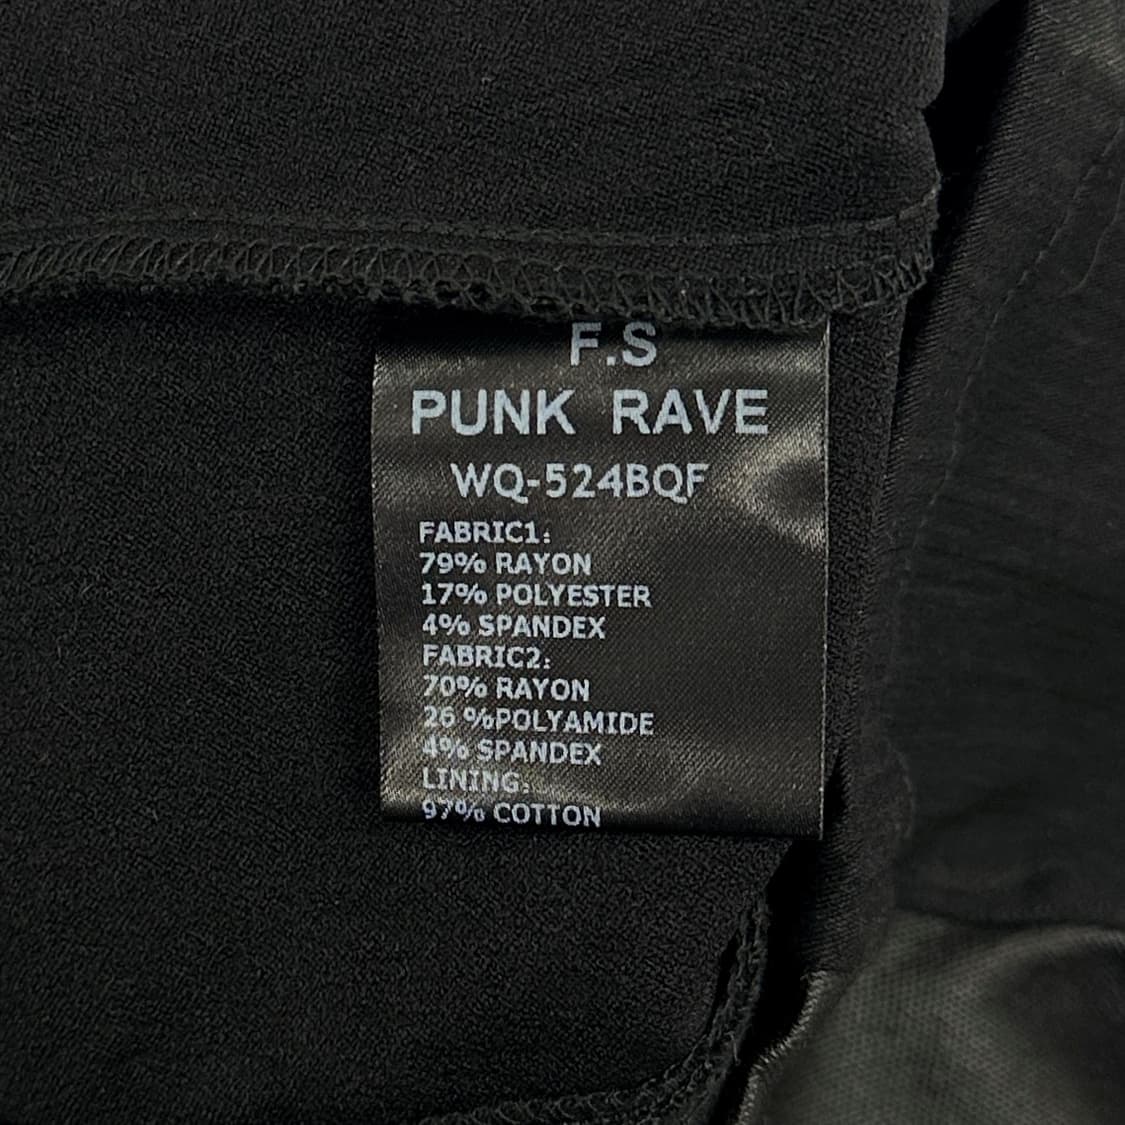 F.S
PUNK RAVE
WQ-524BQF
FABRIC1:
79% RAYON
17% POLYESTER
4% SPANDEX
FABRIC2:
70% RAYON
26 %POLYAMIDE
4% SPANDEX
LINING:
97% COTTON